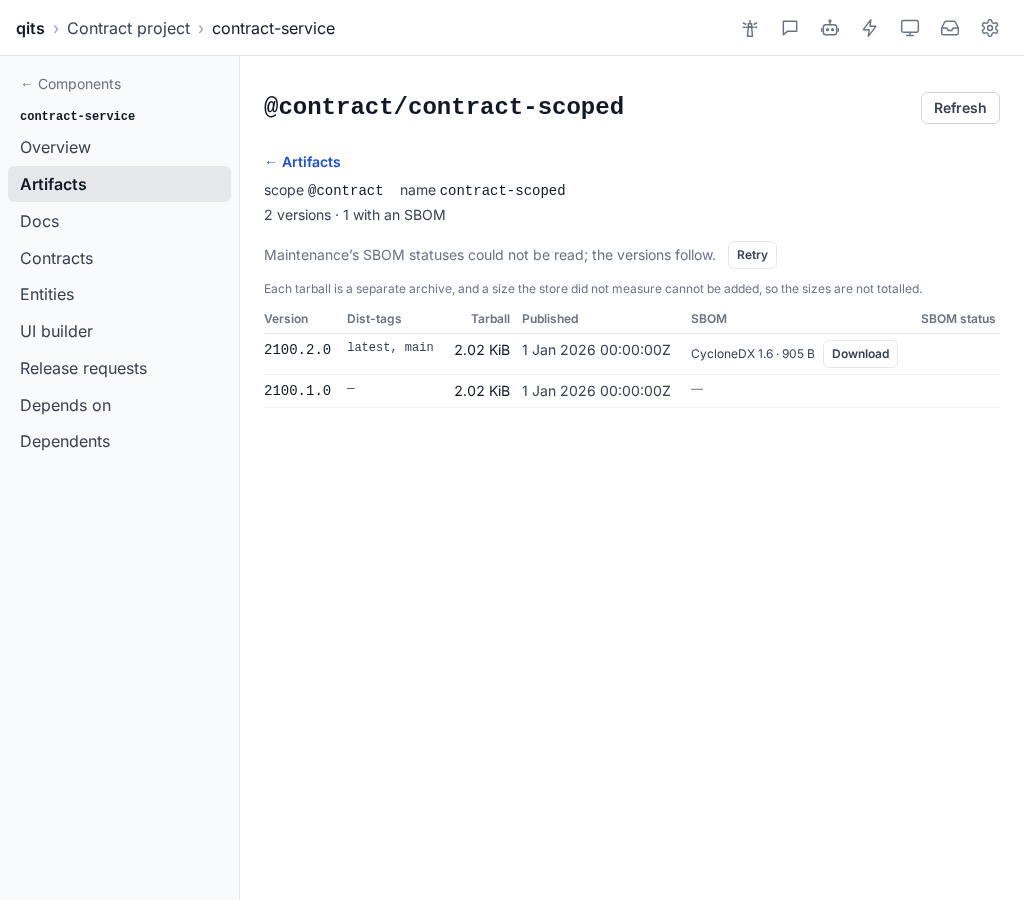 qits › Contract project › contract-service
← Components
contract-service
Overview
Artifacts
Docs
Contracts
Entities
UI builder
Release requests
Depends on
Dependents
@contract/contract-scoped
Refresh
← Artifacts
scope @contract name contract-scoped
2 versions · 1 with an SBOM
Maintenance’s SBOM statuses could not be read; the versions follow. Retry
Each tarball is a separate archive, and a size the store did not measure cannot be added, so the sizes are not totalled.
Version Dist-tags Tarball Published SBOM SBOM status
2100.2.0 latest, main 2.02 KiB 1 Jan 2026 00:00:00Z CycloneDX 1.6 · 905 B Download
2100.1.0 — 2.02 KiB 1 Jan 2026 00:00:00Z —